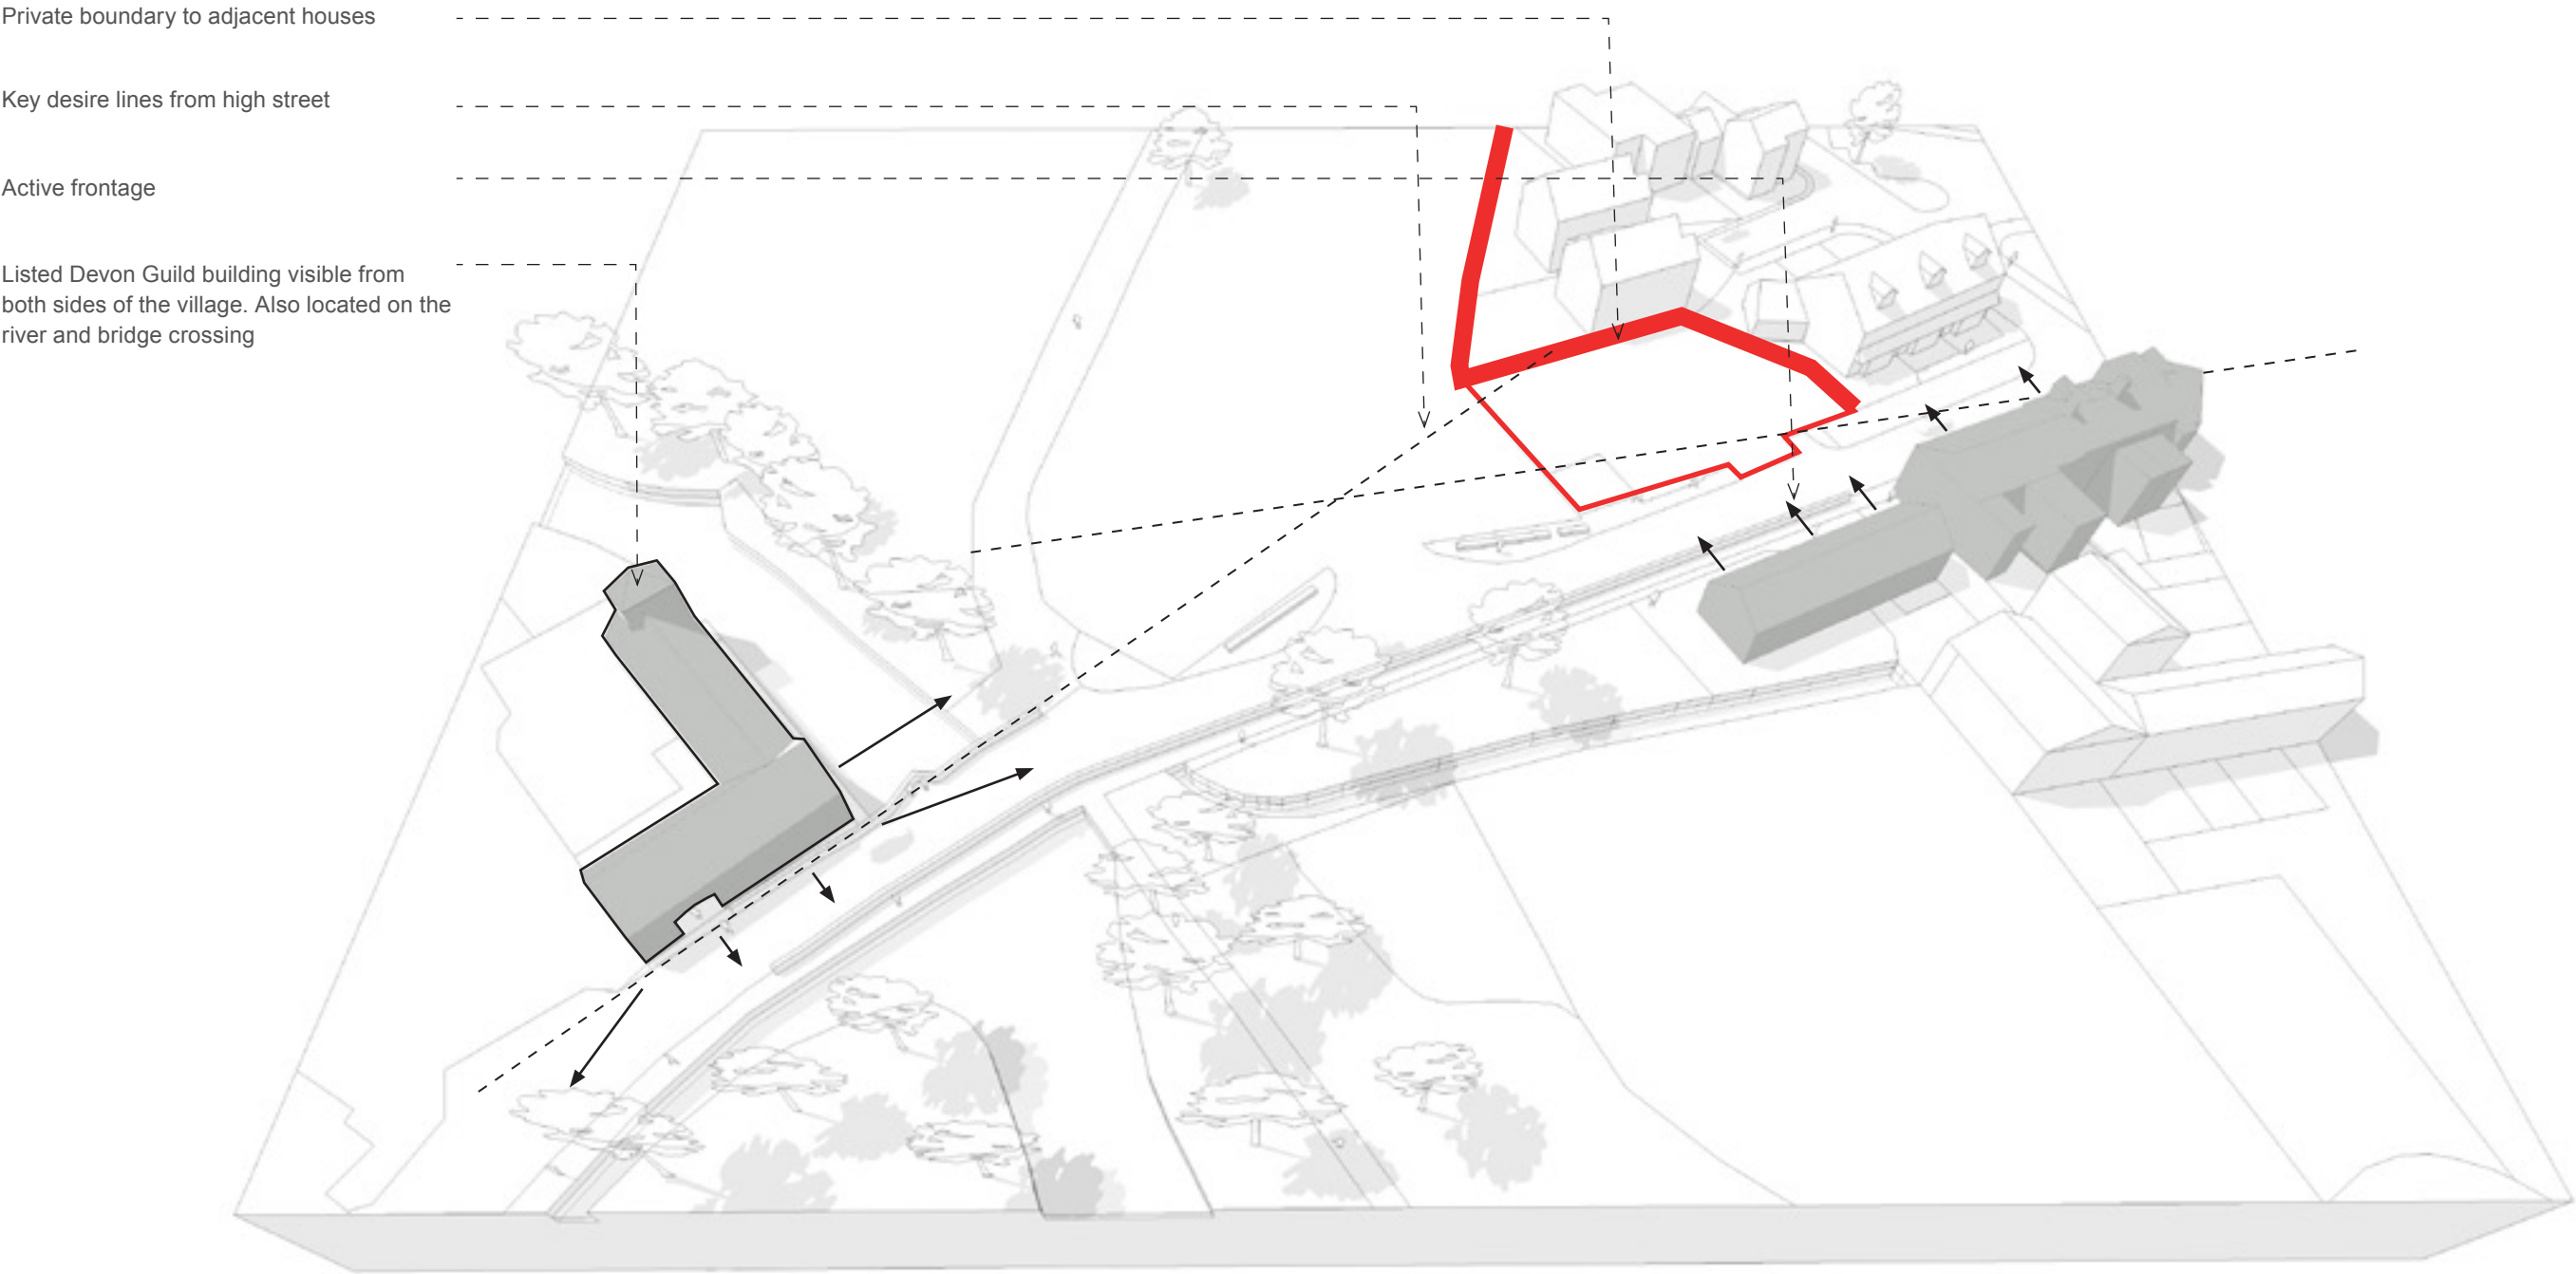 Private boundary to adjacent houses
Key desire lines from high street
Active frontage
Listed Devon Guild building visible from
both sides of the village. Also located on the
river and bridge crossing